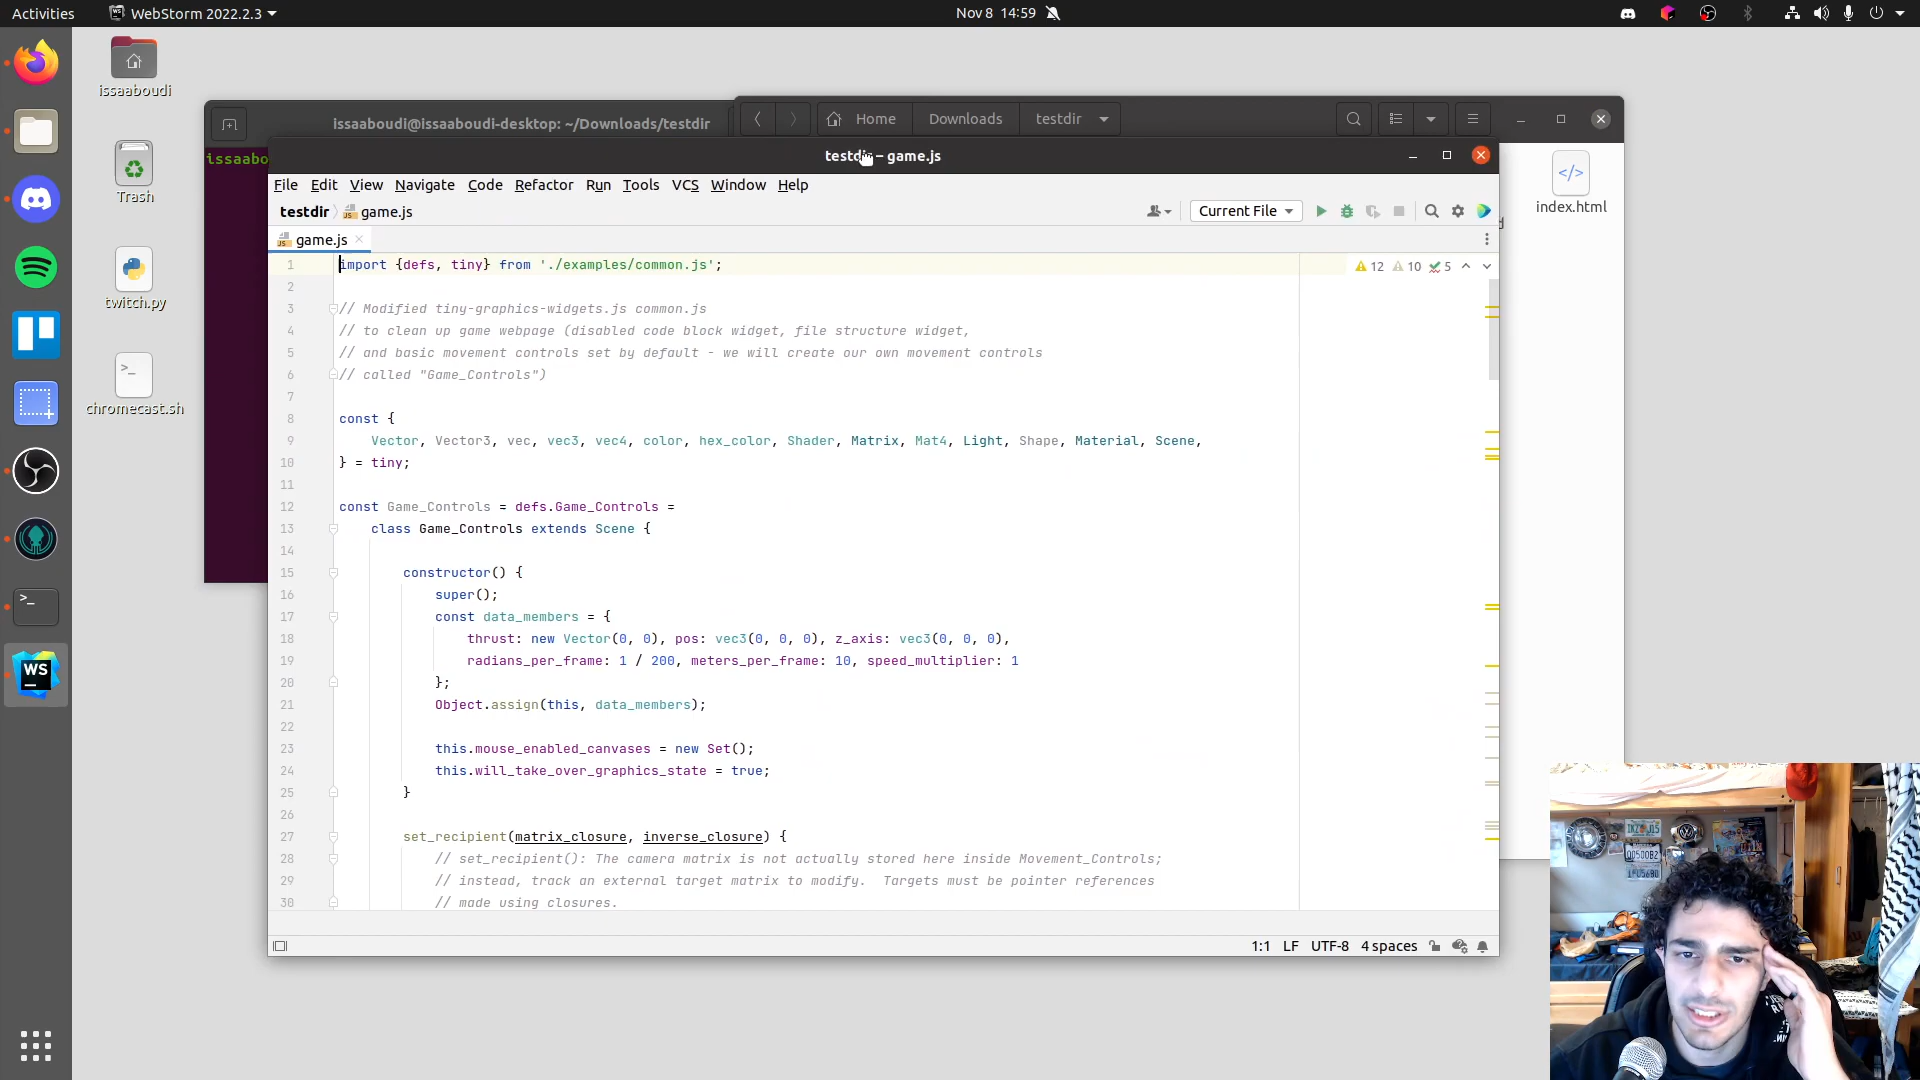 Activities
WebStorm 2022.2.3
Nov 8 14:59
issaaboudi
Trash
twitch.py
chromecast.sh
issaaboudi@issaaboudi-desktop: ~/Downloads/testdir
issaabo
Home
Downloads
testdir
index.html
testdir – game.js
File Edit View Navigate Code Refactor Run Tools VCS Window Help
testdir game.js
Current File
game.js
12 10 5
1 import {defs, tiny} from './examples/common.js';
2
3 // Modified tiny-graphics-widgets.js common.js
4 // to clean up game webpage (disabled code block widget, file structure widget,
5 // and basic movement controls set by default - we will create our own movement controls
6 // called "Game_Controls")
7
8 const {
9 Vector, Vector3, vec, vec3, vec4, color, hex_color, Shader, Matrix, Mat4, Light, Shape, Material, Scene,
10 } = tiny;
11
12 const Game_Controls = defs.Game_Controls =
13 class Game_Controls extends Scene {
14
15 constructor() {
16 super();
17 const data_members = {
18 thrust: new Vector(0, 0), pos: vec3(0, 0, 0), z_axis: vec3(0, 0, 0),
19 radians_per_frame: 1 / 200, meters_per_frame: 10, speed_multiplier: 1
20 };
21 Object.assign(this, data_members);
22
23 this.mouse_enabled_canvases = new Set();
24 this.will_take_over_graphics_state = true;
25 }
26
27 set_recipient(matrix_closure, inverse_closure) {
28 // set_recipient(): The camera matrix is not actually stored here inside Movement_Controls;
29 // instead, track an external target matrix to modify.  Targets must be pointer references
30 // made using closures.
1:1 LF UTF-8 4 spaces
WS